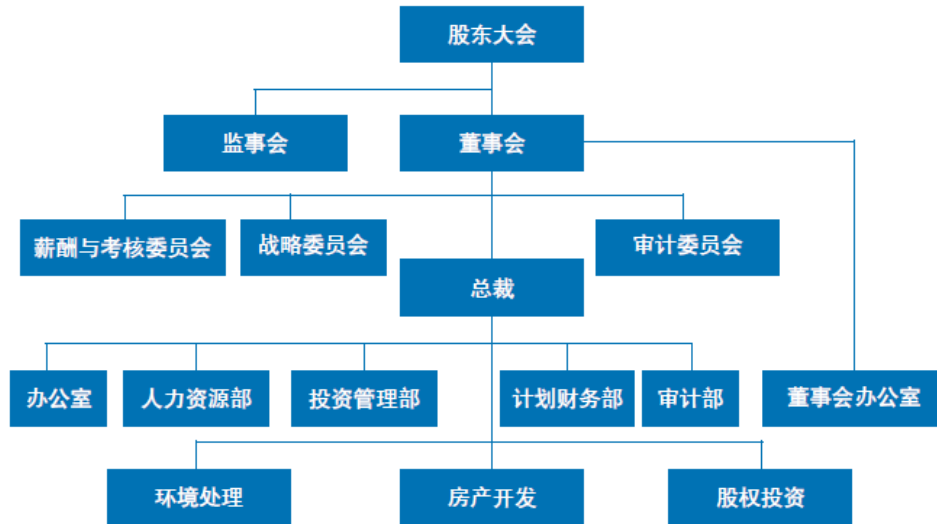 股东大会
监事会
董事会
薪酬与考核委员会
战略委员会
审计委员会
总裁
办公室
人力资源部
投资管理部
计划财务部
审计部
董事会办公室
环境处理
房产开发
股权投资